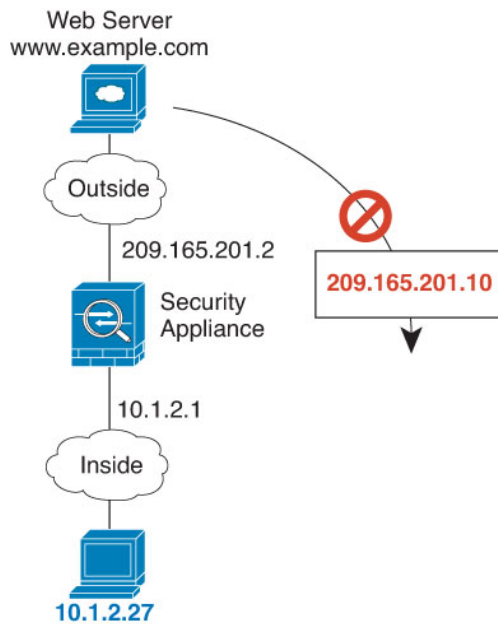 Web Server
www.example.com
Outside
209.165.201.2
209.165.201.10
Security
Appliance
10.1.2.1
Inside
10.1.2.27